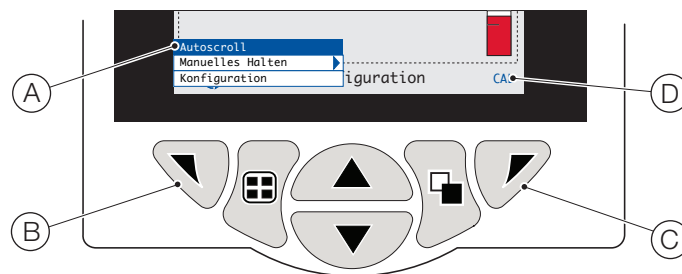 Autoscroll
Manuelles Halten
Konfiguration
iguration
CA
A
D
B
C